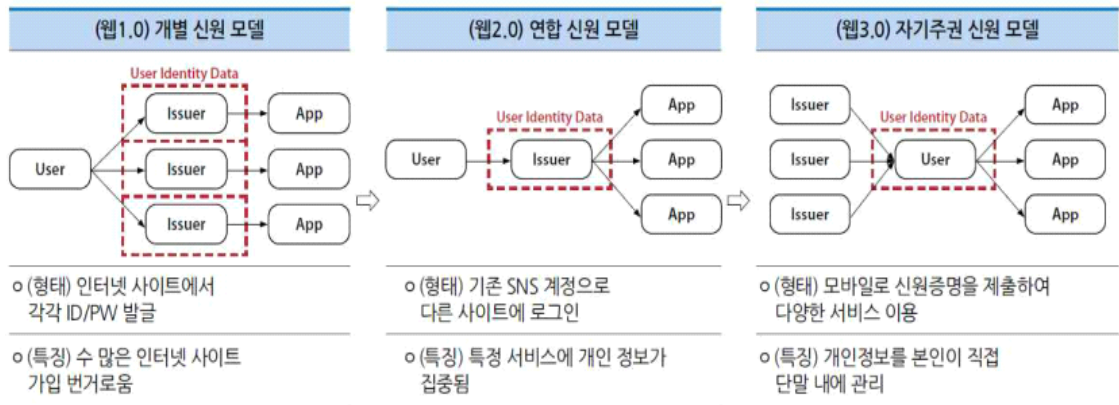 (웹1.0) 개별 신원 모델
User Identity Data
Issuer
App
User
Issuer
App
Issuer
App
ㅇ(형태) 인터넷 사이트에서
각각 ID/PW 발글
ㅇ(특징) 수 많은 인터넷 사이트
가입 번거로움
(웹2.0) 연합 신원 모델
App
User Identity Data
User
Issuer
App
App
ㅇ(형태) 기존 SNS 계정으로
다른 사이트에 로그인
ㅇ(특징) 특정 서비스에 개인 정보가
집중됨
(웹3.0) 자기주권 신원 모델
Issuer
App
User Identity Data
Issuer
User
App
Issuer
App
ㅇ(형태) 모바일로 신원증명을 제출하여
다양한 서비스 이용
ㅇ(특징) 개인정보를 본인이 직접
단말 내에 관리